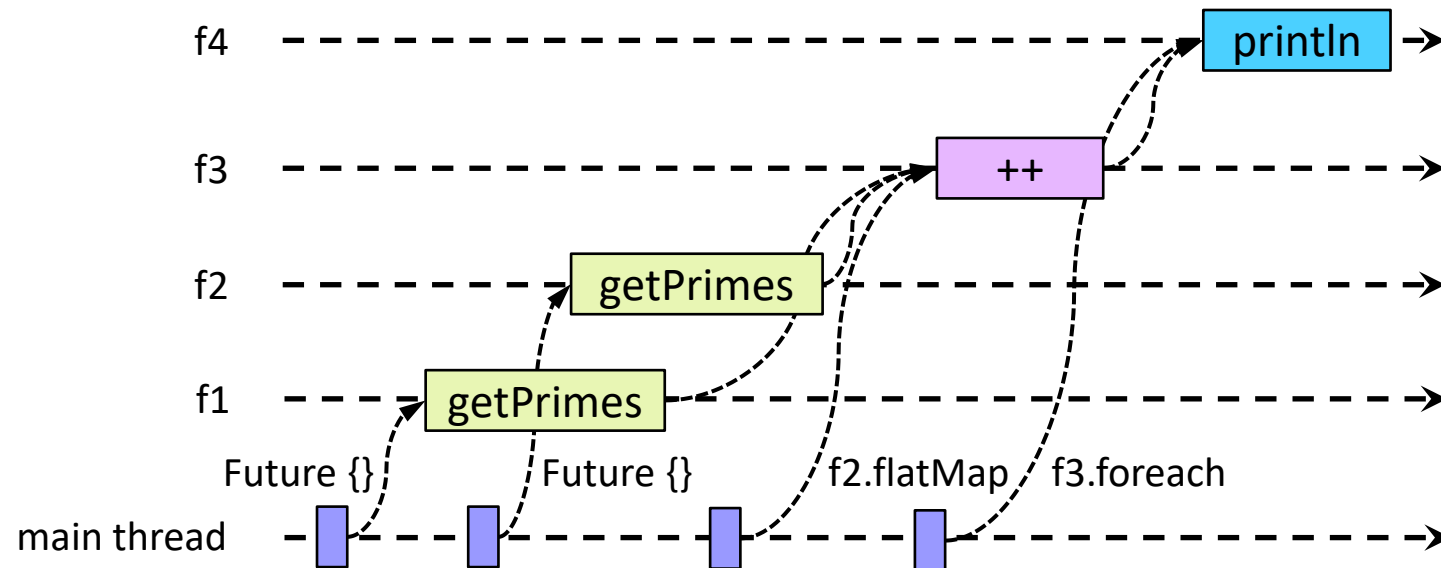 f4 println
f3 ++
f2 getPrimes
f1 getPrimes
Future {} Future {} f2.flatMap f3.foreach
main thread